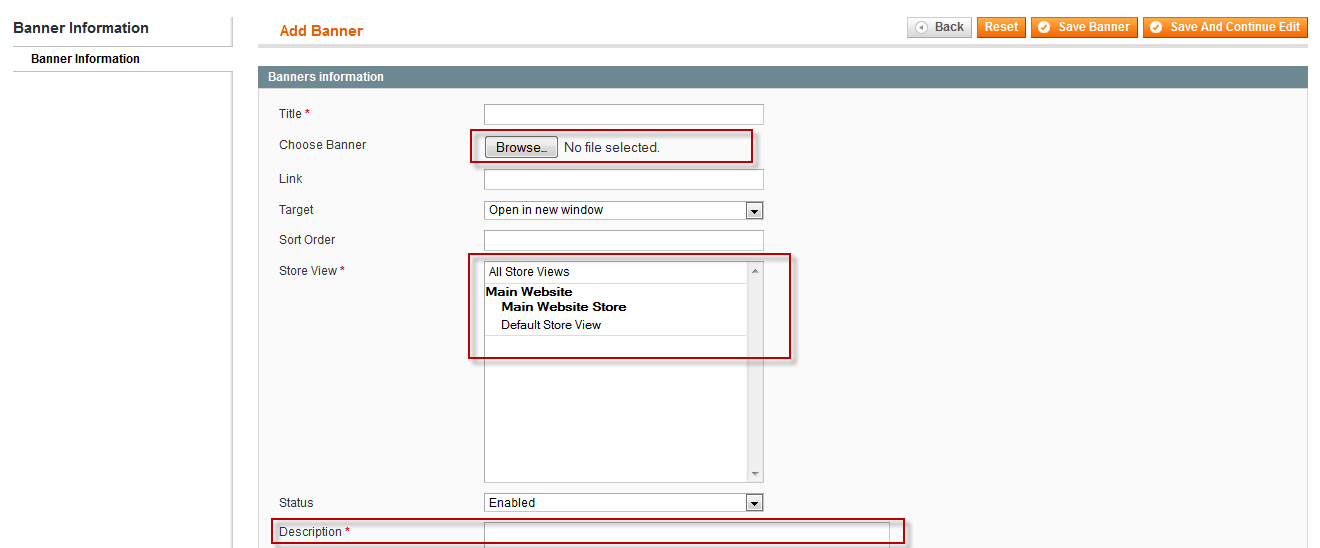 Banner Information
Banner Information
Add Banner
Back Reset Save Banner Save And Continue Edit
Banners information
Title *
Choose Banner Browse... No file selected.
Link
Target Open in new window
Sort Order
Store View * All Store Views
Main Website
Main Website Store
Default Store View
Status Enabled
Description *